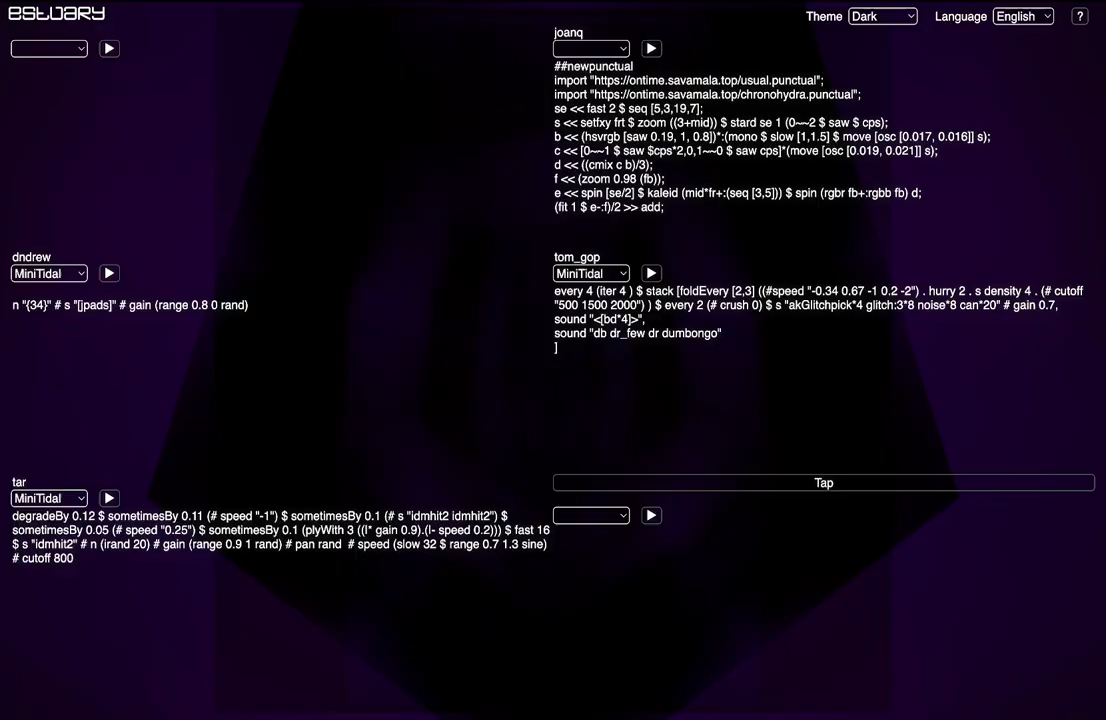 estuary
Theme Dark Language English ?
joanq
##newpunctual
import "https://ontime.savamala.top/usual.punctual";
import "https://ontime.savamala.top/chronohydra.punctual";
se << fast 2 $ seq [5,3,19,7];
s << setfxy frt $ zoom ((3+mid)) $ stard se 1 (0~~2 $ saw $ cps);
b << (hsvrgb [saw 0.19, 1, 0.8])*:(mono $ slow [1,1.5] $ move [osc [0.017, 0.016]] s);
c << [0~~1 $ saw $cps*2,0,1~~0 $ saw cps]*(move [osc [0.019, 0.021]] s);
d << ((cmix c b)/3);
f << (zoom 0.98 (fb));
e << spin [se/2] $ kaleid (mid*fr+:(seq [3,5])) $ spin (rgbr fb+:rgbb fb) d;
(fit 1 $ e-:f)/2 >> add;
dndrew
MiniTidal
n "{34}" # s "[jpads]" # gain (range 0.8 0 rand)
tom_gop
MiniTidal
every 4 (iter 4 ) $ stack [foldEvery [2,3] ((#speed "-0.34 0.67 -1 0.2 -2") . hurry 2 . s density 4 . (# cutoff
"500 1500 2000") ) $ every 2 (# crush 0) $ s "akGlitchpick*4 glitch:3*8 noise*8 can*20" # gain 0.7,
sound "<[bd*4]>",
sound "db dr_few dr dumbongo"
]
tar
MiniTidal
degradeBy 0.12 $ sometimesBy 0.11 (# speed "-1") $ sometimesBy 0.1 (# s "idmhit2 idmhit2") $
sometimesBy 0.05 (# speed "0.25") $ sometimesBy 0.1 (plyWith 3 ((|* gain 0.9).(|- speed 0.2))) $ fast 16
$ s "idmhit2" # n (irand 20) # gain (range 0.9 1 rand) # pan rand # speed (slow 32 $ range 0.7 1.3 sine)
# cutoff 800
Tap